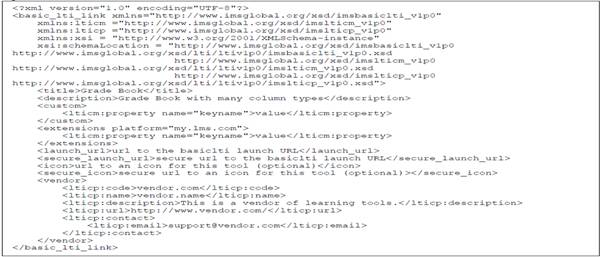 <?xml version="1.0" encoding="UTF-8"?>
<basic_lti_link xmlns="http://www.imsglobal.org/xsd/imsbasiclti_v1p0"
xmlns:lticm ="http://www.imsglobal.org/xsd/imslticm_v1p0"
xmlns:lticp ="http://www.imsglobal.org/xsd/imslticp_v1p0"
xmlns:xsi = "http://www.w3.org/2001/XMLSchema-instance"
xsi:schemaLocation = "http://www.imsglobal.org/xsd/imsbasiclti_v1p0
http://www.imsglobal.org/xsd/lti/ltiv1p0/imsbasiclti_v1p0.xsd
http://www.imsglobal.org/xsd/imslticm_v1p0
http://www.imsglobal.org/xsd/lti/ltiv1p0/imslticm_v1p0.xsd
http://www.imsglobal.org/xsd/imslticp_v1p0
http://www.imsglobal.org/xsd/lti/ltiv1p0/imslticp_v1p0.xsd">
<title>Grade Book</title>
<description>Grade Book with many column types</description>
<custom>
<lticm:property name="keyname">value</lticm:property>
</custom>
<extensions platform="my.lms.com">
<lticm:property name="keyname">value</lticm:property>
</extensions>
<launch_url>url to the basiclti launch URL</launch_url>
<secure_launch_url>secure url to the basiclti launch URL</secure_launch_url>
<icon>url to an icon for this tool (optional)</icon>
<secure_icon>secure url to an icon for this tool (optional)></secure_icon>
<vendor>
<lticp:code>vendor.com</lticp:code>
<lticp:name>vendor.name</lticp:name>
<lticp:description>This is a vendor of learning tools.</lticp:description>
<lticp:url>http://www.vendor.com/</lticp:url>
<lticp:contact>
<lticp:email>support@vendor.com</lticp:email>
</lticp:contact>
</vendor>
</basic_lti_link>